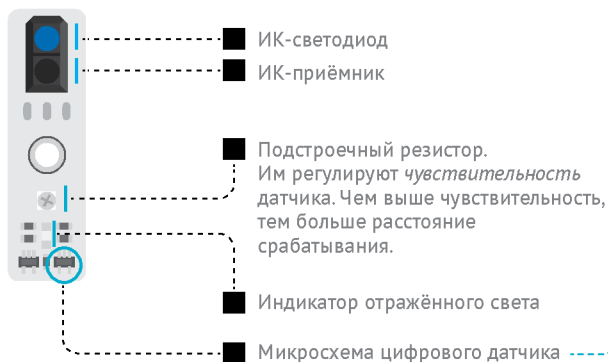 ИК-светодиод
ИК-приёмник
Подстроечный резистор.
Им регулируют чувствительность
датчика. Чем выше чувствительность,
тем больше расстояние
срабатывания.
Индикатор отражённого света
Микросхема цифрового датчика